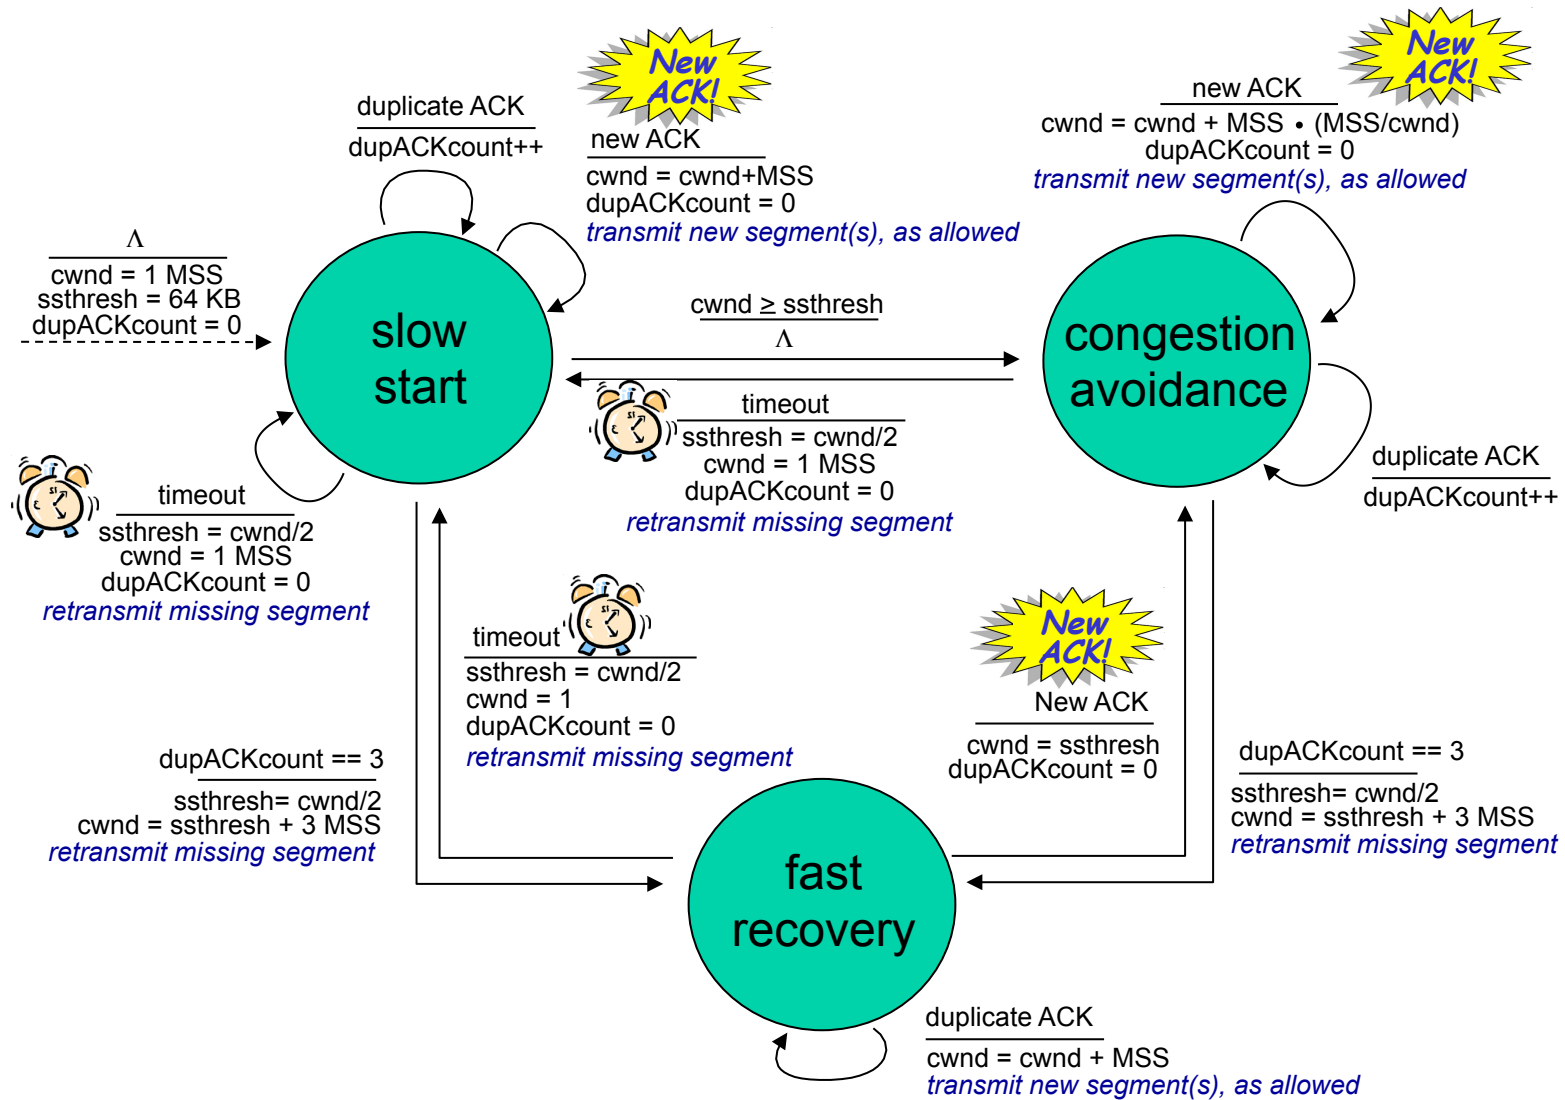 New
ACK!
New
ACK!
duplicate ACK
dupACKcount++
new ACK
cwnd = cwnd+MSS
dupACKcount = 0
transmit new segment(s), as allowed
new ACK
cwnd = cwnd + MSS • (MSS/cwnd)
dupACKcount = 0
transmit new segment(s), as allowed
Λ
cwnd = 1 MSS
ssthresh = 64 KB
dupACKcount = 0
slow
start
cwnd ≥ ssthresh
Λ
congestion
avoidance
timeout
ssthresh = cwnd/2
cwnd = 1 MSS
dupACKcount = 0
retransmit missing segment
duplicate ACK
dupACKcount++
timeout
ssthresh = cwnd/2
cwnd = 1 MSS
dupACKcount = 0
retransmit missing segment
timeout
ssthresh = cwnd/2
cwnd = 1
dupACKcount = 0
retransmit missing segment
New
ACK!
New ACK
cwnd = ssthresh
dupACKcount = 0
dupACKcount == 3
ssthresh= cwnd/2
cwnd = ssthresh + 3 MSS
retransmit missing segment
dupACKcount == 3
ssthresh= cwnd/2
cwnd = ssthresh + 3 MSS
retransmit missing segment
fast
recovery
duplicate ACK
cwnd = cwnd + MSS
transmit new segment(s), as allowed